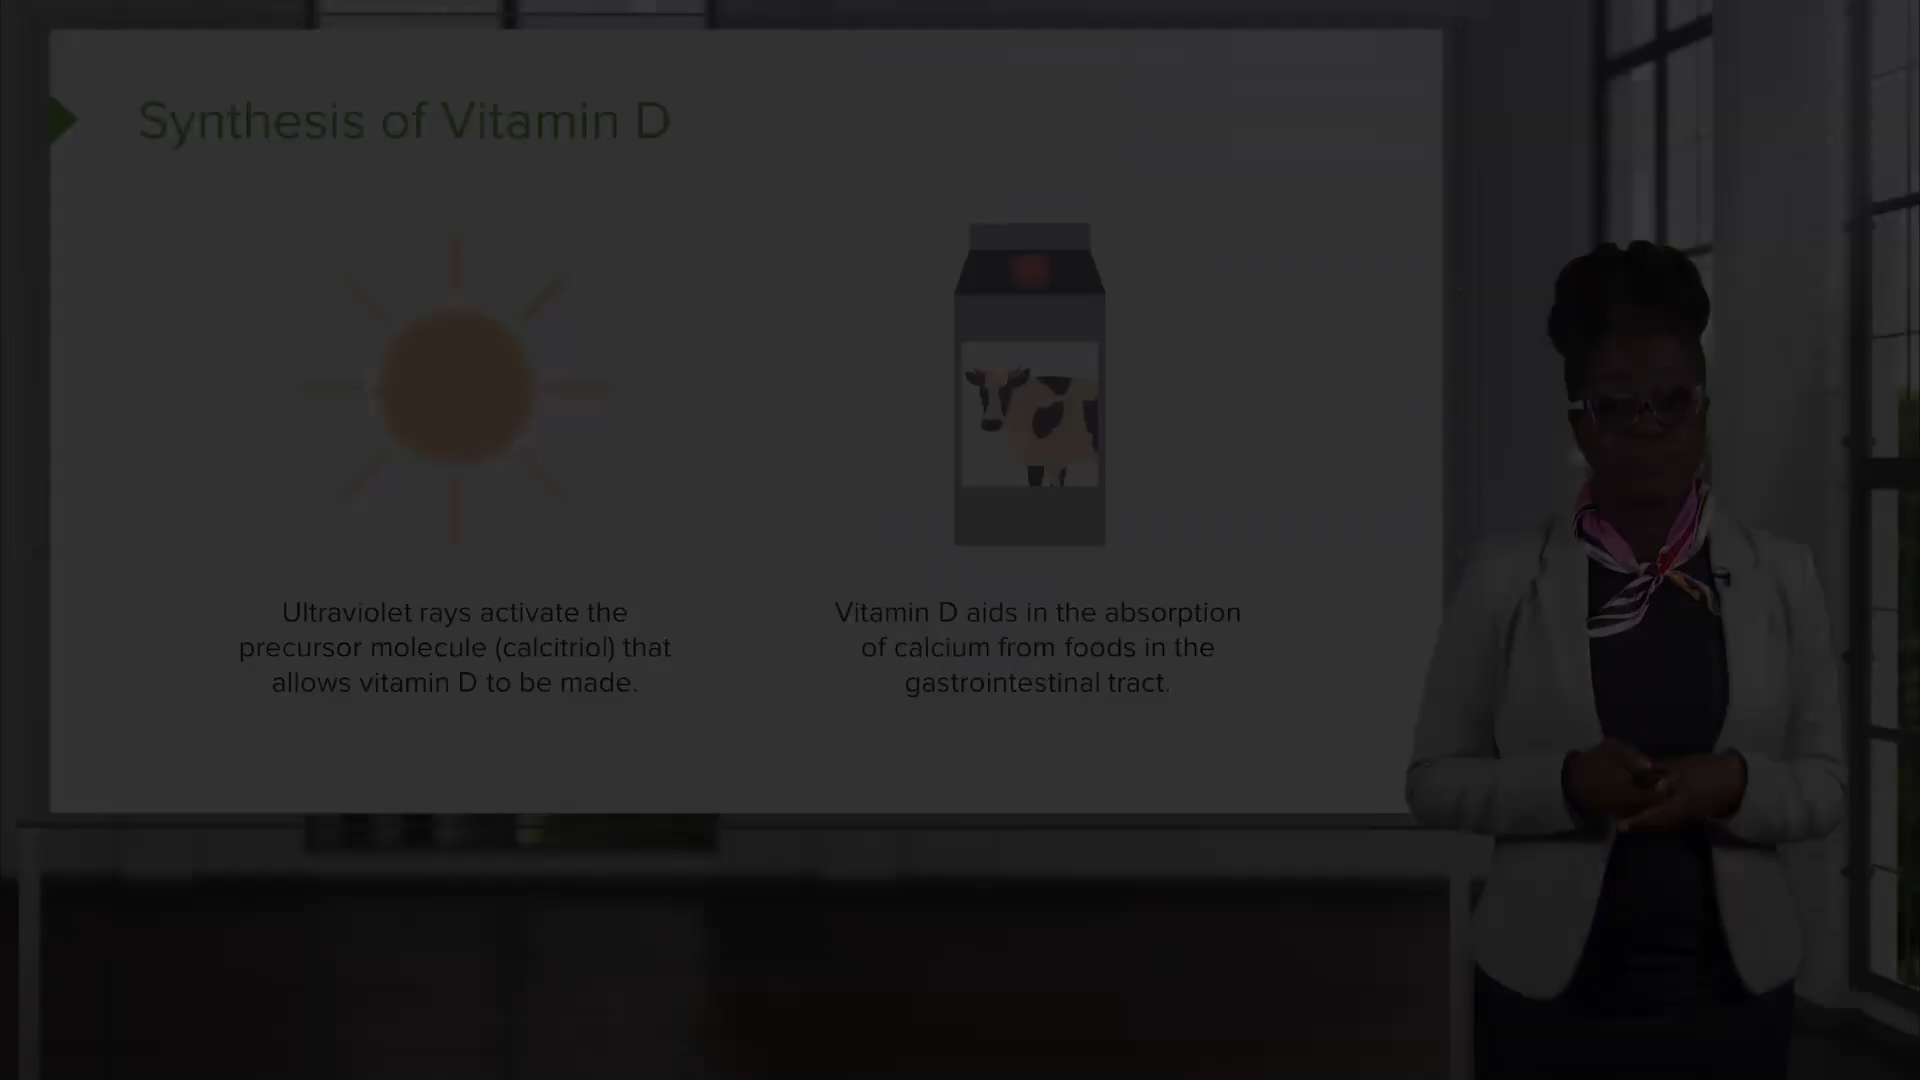 Synthesis of Vitamin D
Ultraviolet rays activate the
precursor molecule (calcitriol) that
allows vitamin D to be made.
Vitamin D aids in the absorption
of calcium from foods in the
gastrointestinal tract.